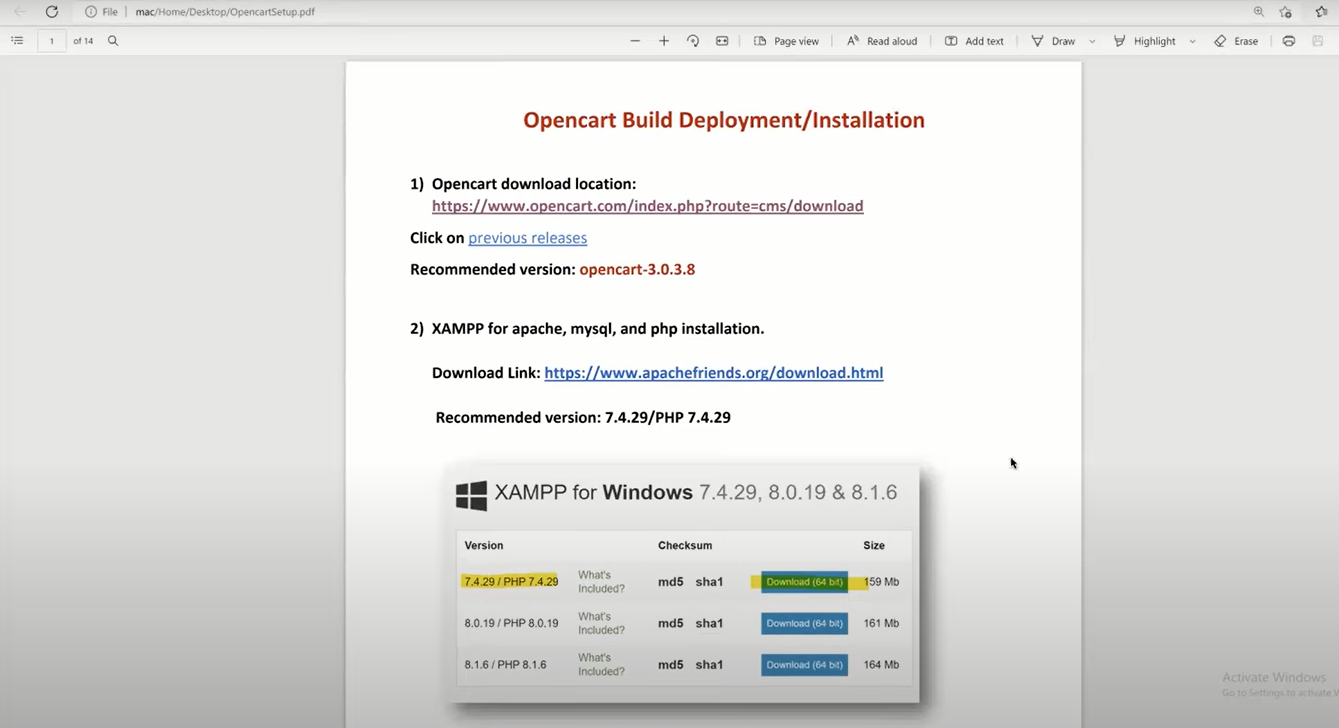 File mac/Home/Desktop/OpencartSetup.pdf
1 of 14 Page view Read aloud Add text Draw Highlight Erase
Opencart Build Deployment/Installation
1) Opencart download location:
https://www.opencart.com/index.php?route=cms/download
Click on previous releases
Recommended version: opencart-3.0.3.8
2) XAMPP for apache, mysql, and php installation.
Download Link: https://www.apachefriends.org/download.html
Recommended version: 7.4.29/PHP 7.4.29
XAMPP for Windows 7.4.29, 8.0.19 & 8.1.6
Version Checksum Size
7.4.29 / PHP 7.4.29 What's Included? md5 sha1 Download (64 bit) 159 Mb
8.0.19 / PHP 8.0.19 What's Included? md5 sha1 Download (64 bit) 161 Mb
8.1.6 / PHP 8.1.6 What's Included? md5 sha1 Download (64 bit) 164 Mb
Activate Windows
Go to Settings to activate W